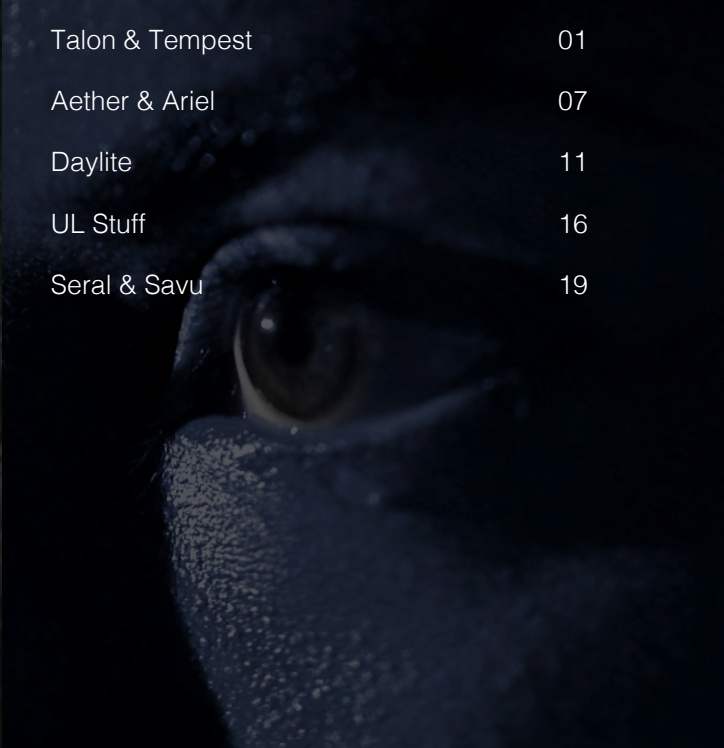 Talon & Tempest 01
Aether & Ariel 07
Daylite 11
UL Stuff 16
Seral & Savu 19